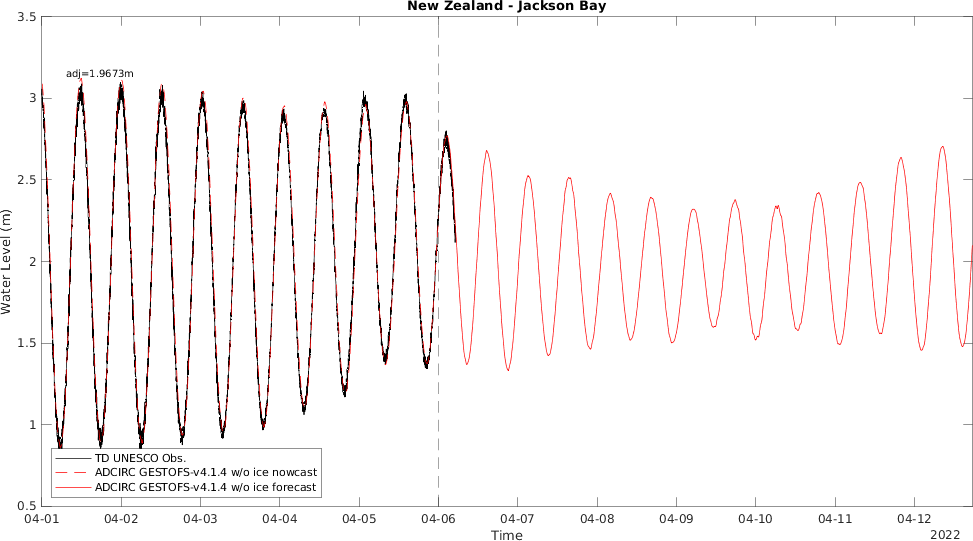 New Zealand - Jackson Bay
adj=1.9673m
3.5
3
2.5
2
1.5
1
0.5
Water Level (m)
TD UNESCO Obs.
ADCIRC GESTOFS-v4.1.4 w/o ice nowcast
ADCIRC GESTOFS-v4.1.4 w/o ice forecast
04-01 04-02 04-03 04-04 04-05 04-06 04-07 04-08 04-09 04-10 04-11 04-12
Time
2022